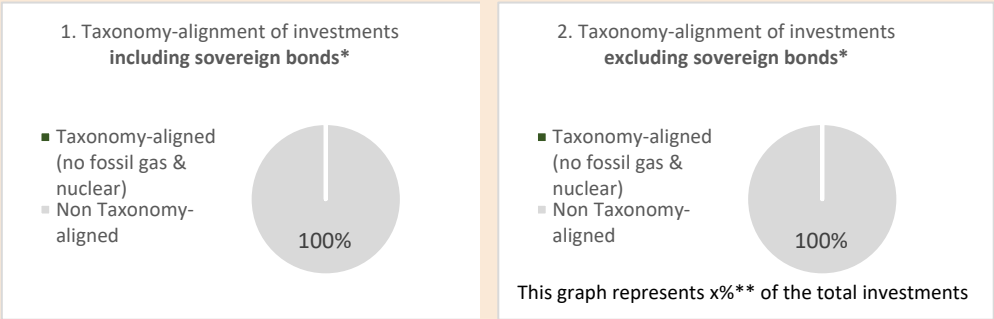 1. Taxonomy-alignment of investments
including sovereign bonds*
Taxonomy-aligned
(no fossil gas &
nuclear)
Non Taxonomy-
aligned
100%
2. Taxonomy-alignment of investments
excluding sovereign bonds*
Taxonomy-aligned
(no fossil gas &
nuclear)
Non Taxonomy-
aligned
100%
This graph represents x%** of the total investments